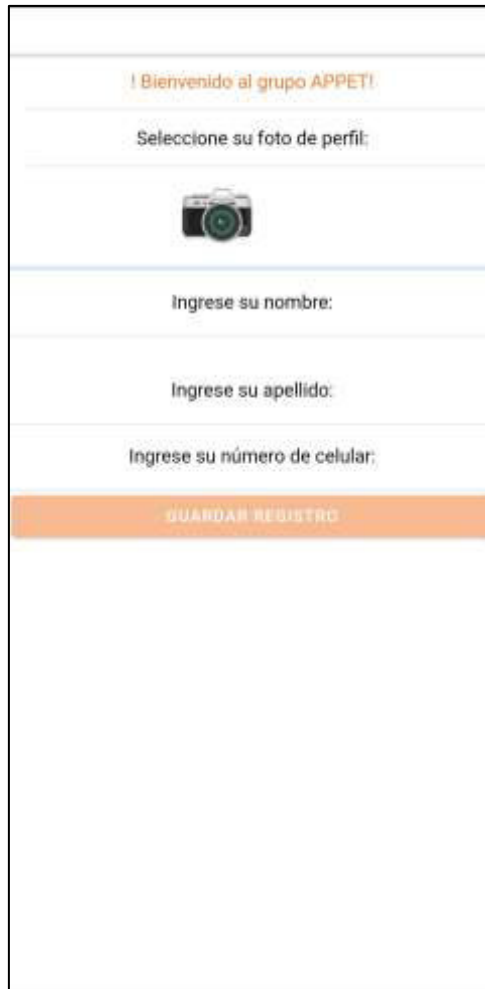 ! Bienvenido al grupo APPET!
Seleccione su foto de perfil:
Ingrese su nombre:
Ingrese su apellido:
Ingrese su número de celular:
GUARDAR REGISTRO